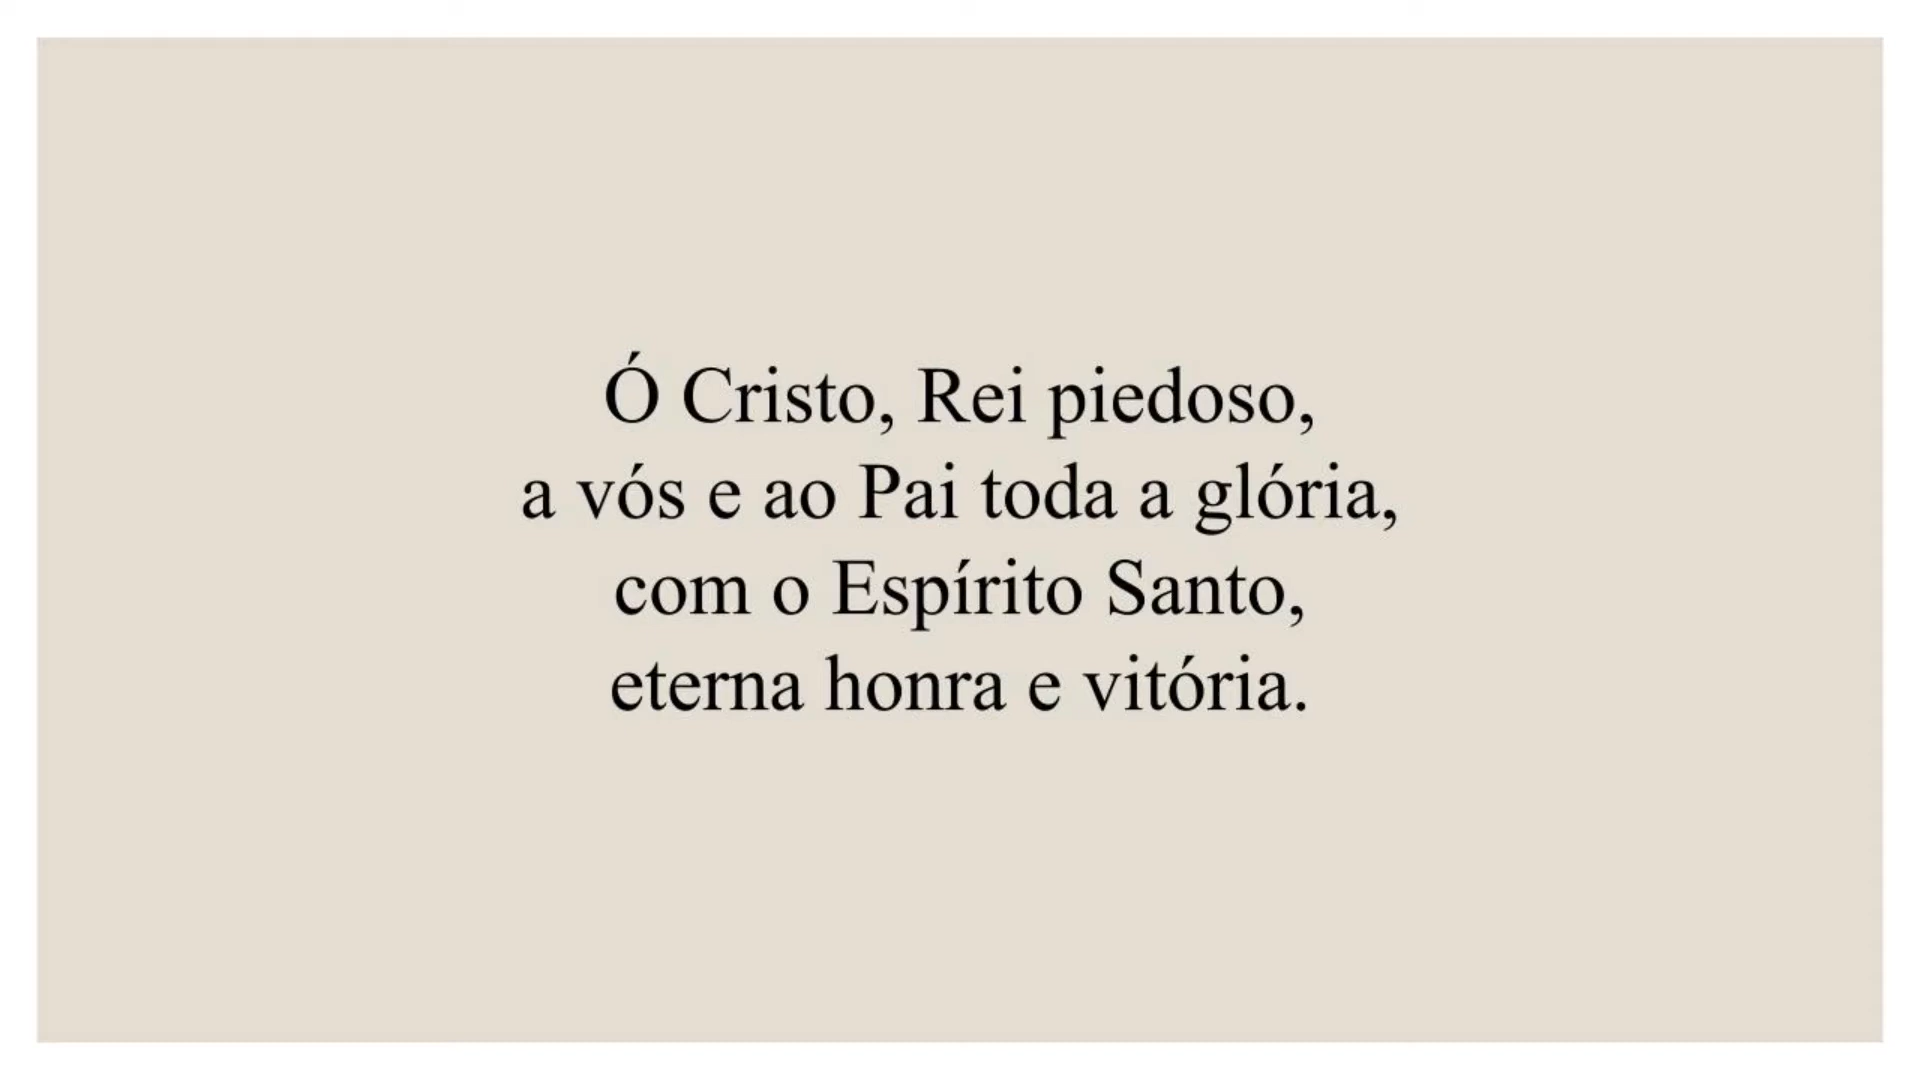 Ó Cristo, Rei piedoso,
a vós e ao Pai toda a glória,
com o Espírito Santo,
eterna honra e vitória.